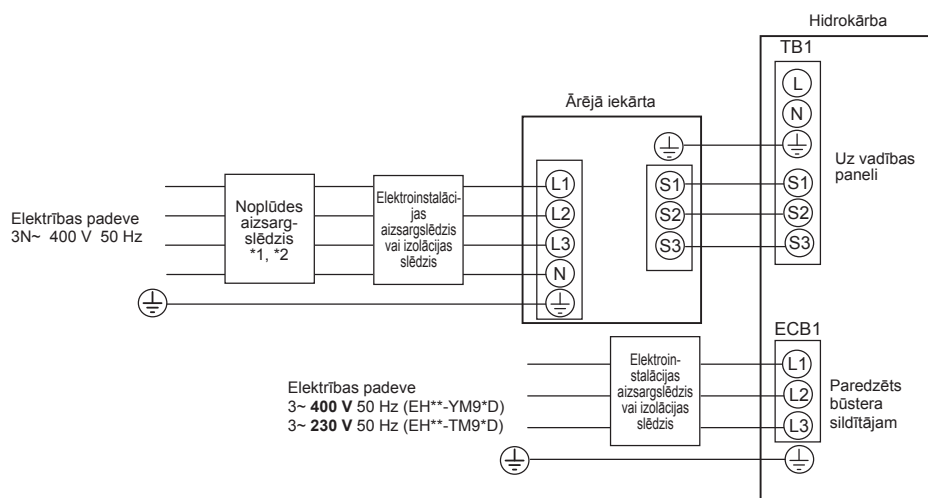 Hidrokārba
TB1
L
N
Ārējā iekārta
Uz vadības
paneli
S1
S2
S3
S1
S2
S3
L1
L2
L3
N
Elektrības padeve
3N~ 400 V 50 Hz
Noplūdes
aizsarg-
slēdzis
*1, *2
Elektroinstalāci-
jas
aizsargslēdzis
vai izolācijas
slēdzis
ECB1
L1
L2
L3
Paredzēts
būstera
sildītājam
Elektroin-
stalācijas
aizsargslēdzis
vai izolācijas
slēdzis
Elektrības padeve
3~ 400 V 50 Hz (EH**-YM9*D)
3~ 230 V 50 Hz (EH**-TM9*D)